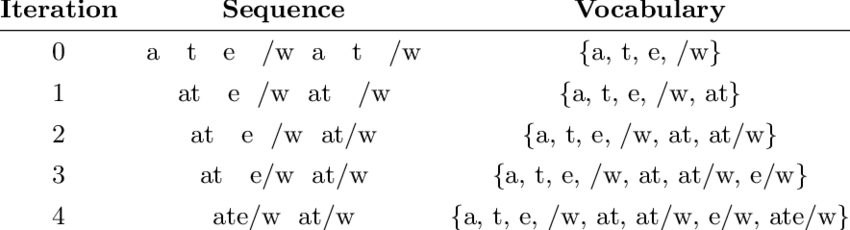 Iteration Sequence Vocabulary
0 a t e /w a t /w {a, t, e, /w}
1 at e /w at /w {a, t, e, /w, at}
2 at e /w at/w {a, t, e, /w, at, at/w}
3 at e/w at/w {a, t, e, /w, at, at/w, e/w}
4 ate/w at/w {a, t, e, /w, at, at/w, e/w, ate/w}